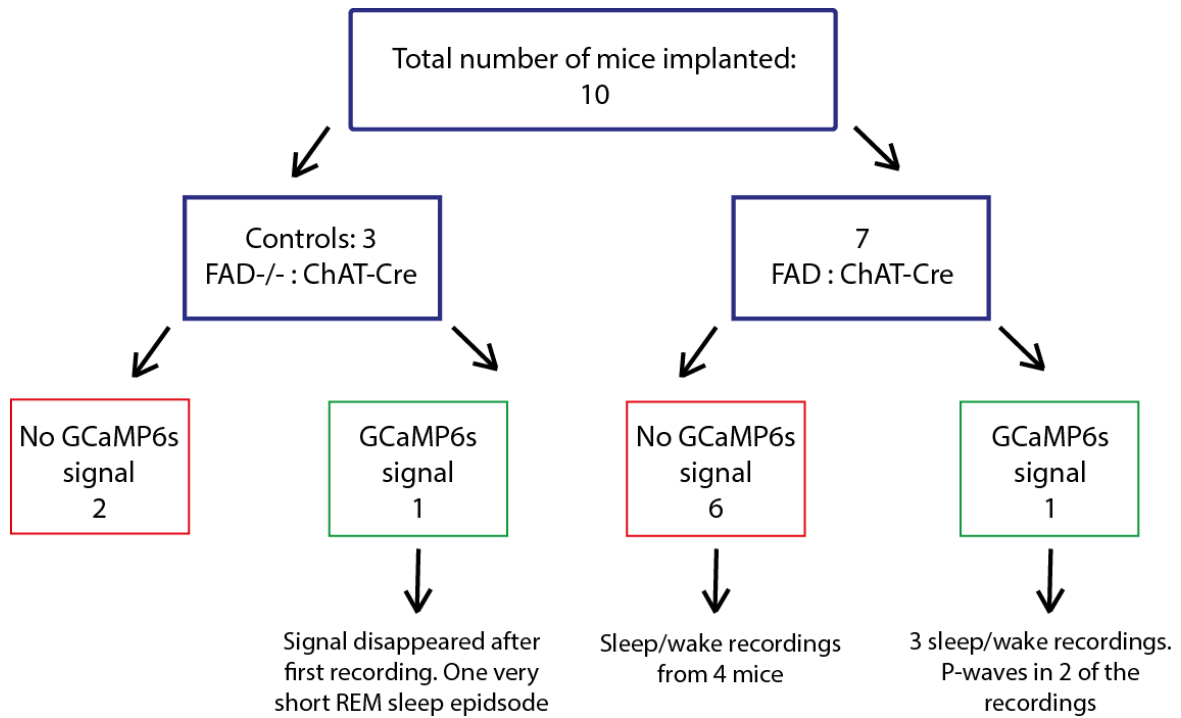 Total number of mice implanted:
10
Controls: 3
FAD-/- : ChAT-Cre
7
FAD : ChAT-Cre
No GCaMP6s
signal
2
GCaMP6s
signal
1
No GCaMP6s
signal
6
GCaMP6s
signal
1
Signal disappeared after
first recording. One very
short REM sleep epidsode
Sleep/wake recordings
from 4 mice
3 sleep/wake recordings.
P-waves in 2 of the
recordings